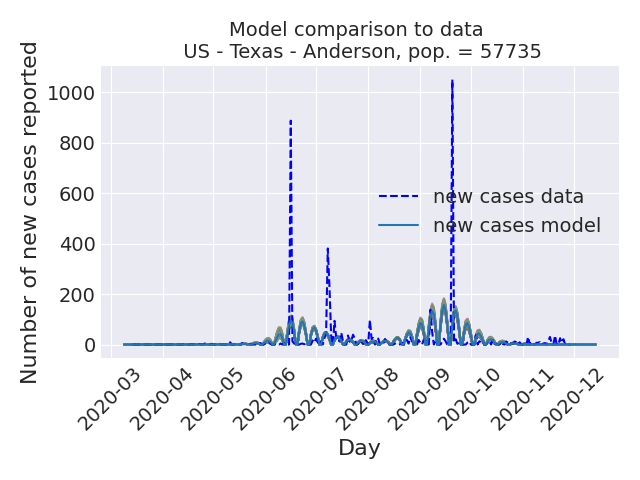 Model comparison to data
US - Texas - Anderson, pop. = 57735
Number of new cases reported
1000
800
600
400
200
0
new cases data
new cases model
2020-03
2020-04
2020-05
2020-06
2020-07
2020-08
2020-09
2020-10
2020-11
2020-12
Day